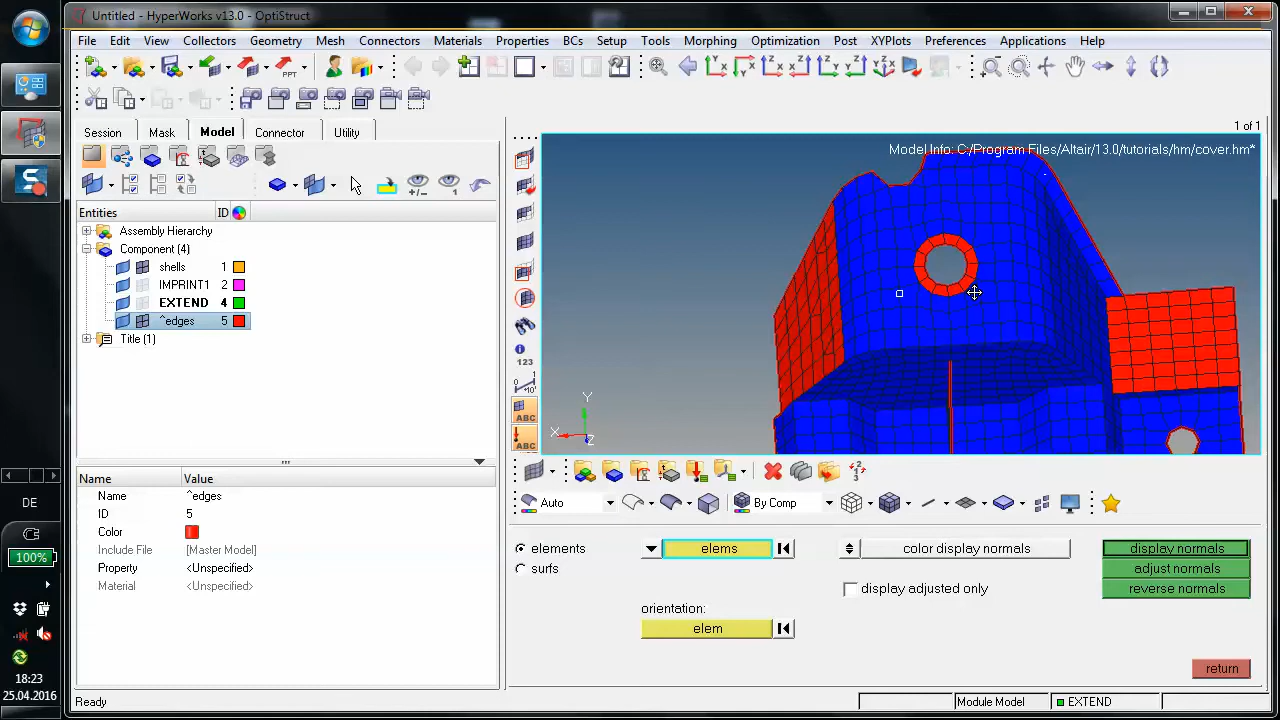 Untitled - HyperWorks v13.0 - OptiStruct
File Edit View Collectors Geometry Mesh Connectors Materials Properties BCs Setup Tools Morphing Optimization Post XYPlots Preferences Applications Help
Session Mask Model Connector Utility
1 of 1
Model Info: C:/Program Files/Altair/13.0/tutorials/hm/cover.hm*
Entities ID
Assembly Hierarchy
Component (4)
shells 1
IMPRINT1 2
EXTEND 4
^edges 5
Title (1)
123
ABC
ABC
Y
X
Z
Name Value
Name ^edges
ID 5
Color
Include File [Master Model]
Property <Unspecified>
Material <Unspecified>
Auto
By Comp
elements
surfs
elems
color display normals
display adjusted only
orientation:
elem
display normals
adjust normals
reverse normals
return
Ready
Module Model
EXTEND
DE
100%
18:23
25.04.2016